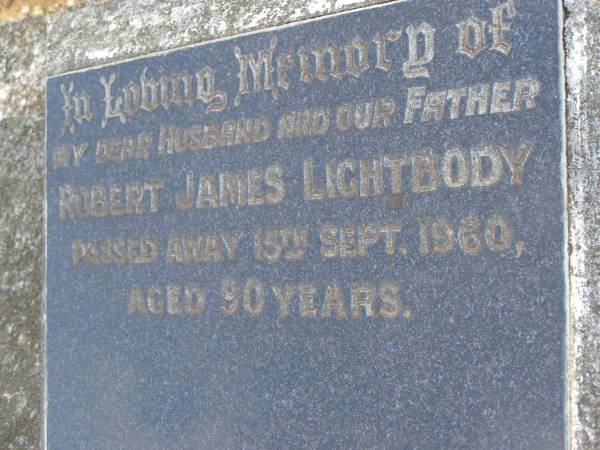 In Loving Memory of
MY DEAR HUSBAND AND OUR FATHER
ROBERT JAMES LIGHTBODY
PASSED AWAY 15TH SEPT. 1960,
AGED 90 YEARS.